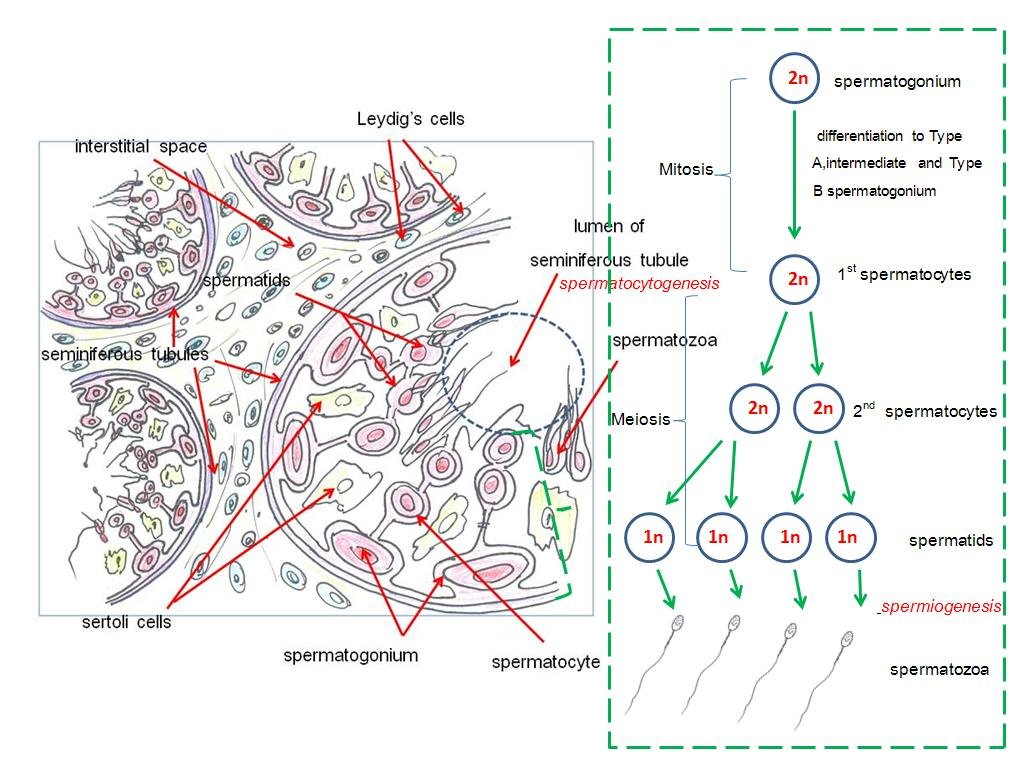 Leydig's cells
interstitial space
lumen of
seminiferous tubule
spermatocytogenesis
spermatids
spermatozoa
seminiferous tubules
sertoli cells
spermatogonium
spermatocyte
2n
spermatogonium
differentiation to Type
A,intermediate and Type
B spermatogonium
Mitosis
2n
1st spermatocytes
2n 2n
2nd spermatocytes
Meiosis
1n 1n 1n 1n
spermatids
spermiogenesis
spermatozoa